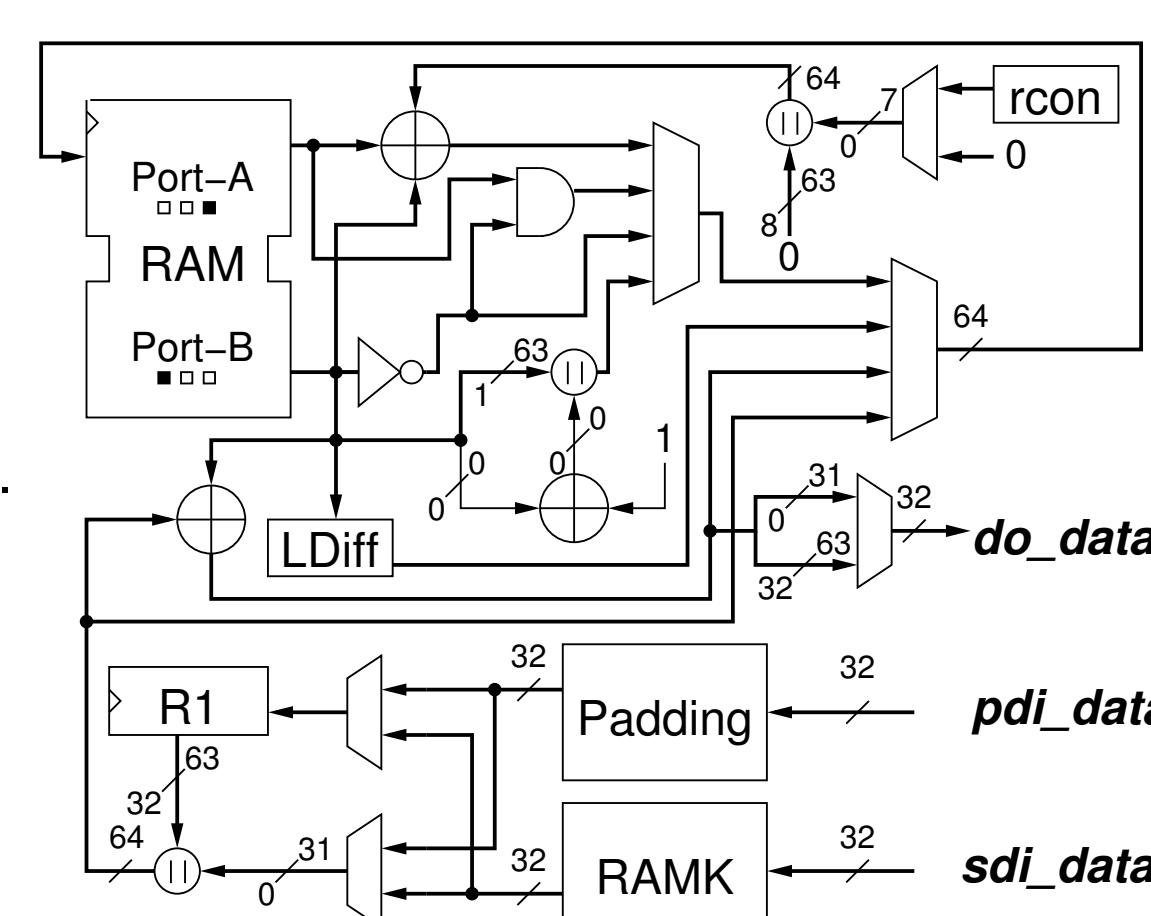 64
rcon
7
0
0
63
8
0
Port–A
RAM
Port–B
64
63
1
0
0
1
0
0
31
0
32
63
32
do_data
LDiff
R1
32
Padding
32
pdi_data
63
32
64
31
0
32
RAMK
32
sdi_data